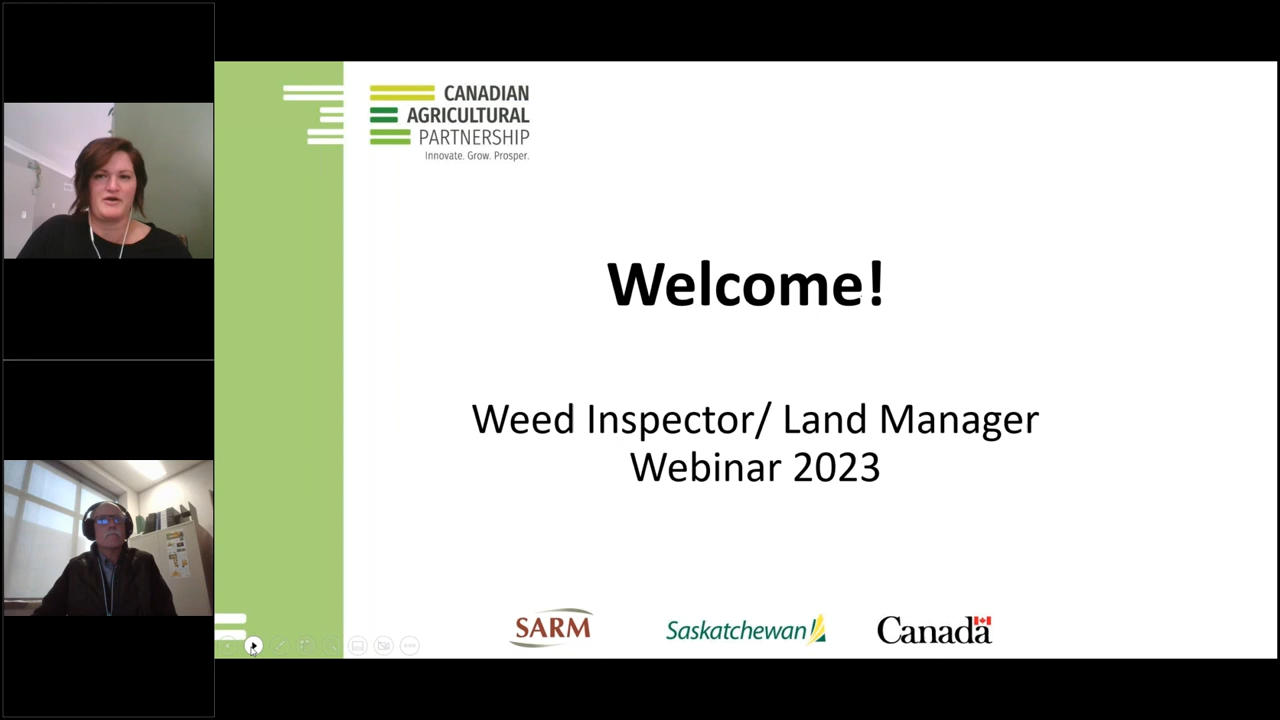 CANADIAN
AGRICULTURAL
PARTNERSHIP
Innovate. Grow. Prosper.
Welcome!
Weed Inspector/ Land Manager
Webinar 2023
SARM
Saskatchewan
Canada